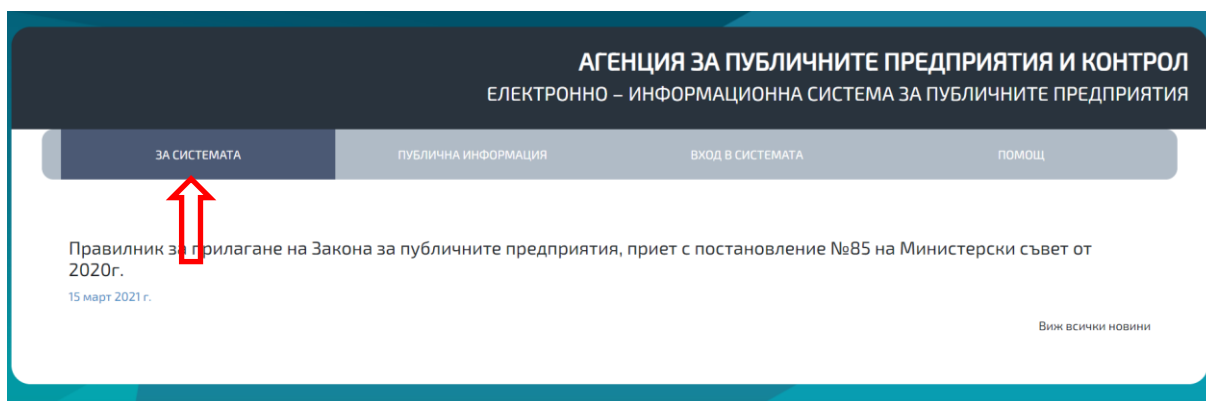 АГЕНЦИЯ ЗА ПУБЛИЧНИТЕ ПРЕДПРИЯТИЯ И КОНТРОЛ
ЕЛЕКТРОННО – ИНФОРМАЦИОННА СИСТЕМА ЗА ПУБЛИЧНИТЕ ПРЕДПРИЯТИЯ
ЗА СИСТЕМАТА ПУБЛИЧНА ИНФОРМАЦИЯ ВХОД В СИСТЕМАТА ПОМОЩ
Правилник за прилагане на Закона за публичните предприятия, приет с постановление №85 на Министерски съвет от
2020г.
15 март 2021 г.
Виж всички новини